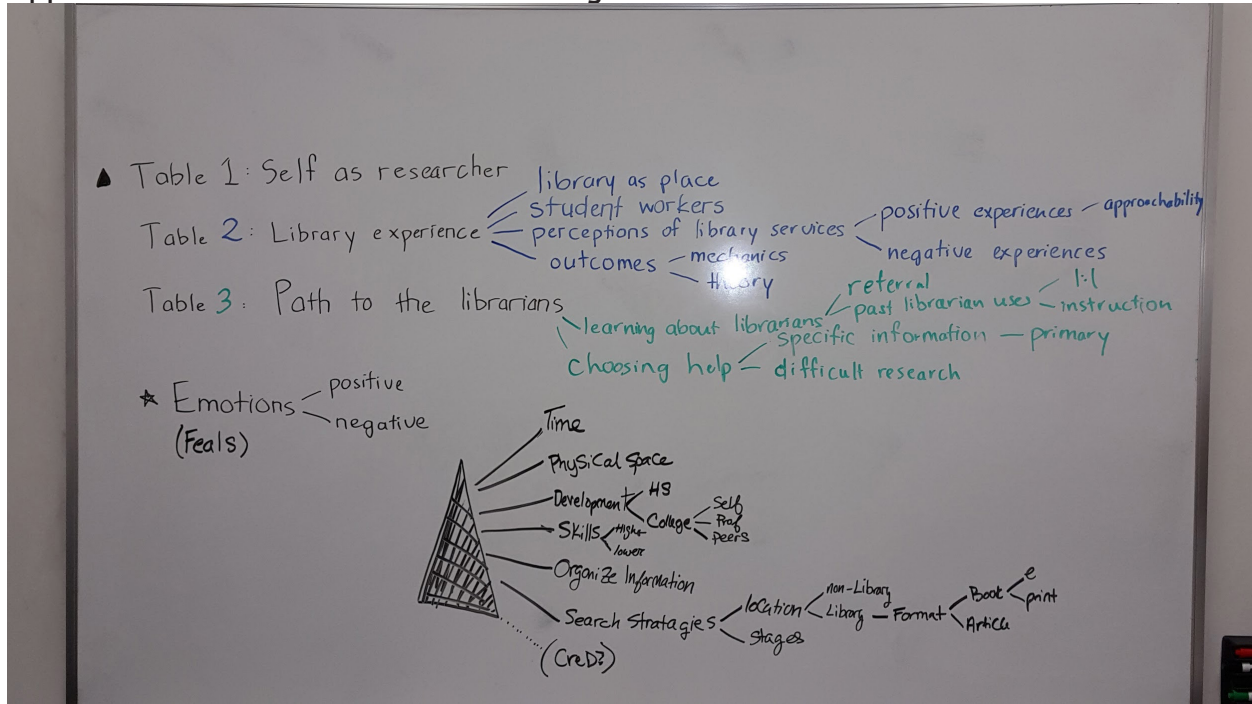 ▲ Table 1: Self as researcher
Table 2: Library experience
library as place
student workers
perceptions of library services
positive experiences
approachability
negative experiences
outcomes
mechanics
theory
Table 3: Path to the librarians
learning about librarians
referral
past librarian uses
1:1
instruction
choosing help
specific information
primary
difficult research
★ Emotions
(Feals)
positive
negative
Time
Physical Space
Development
HS
College
Self
Prof
Peers
Skills
Higher
lower
Organize Information
Search Stratagies
location
non-Library
Library
Format
Book
e
print
Article
stages
(CreD?)